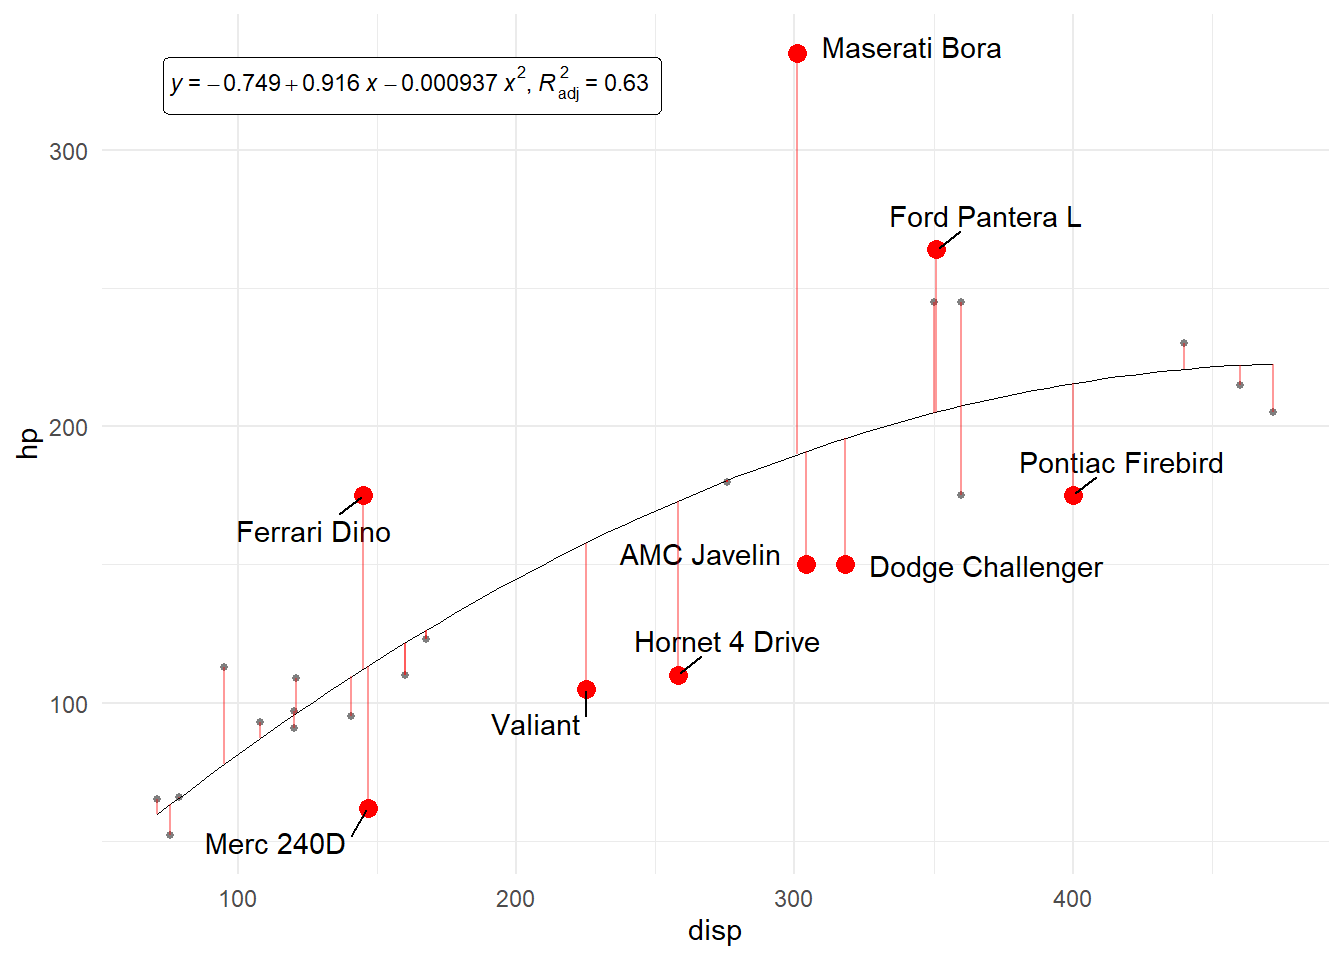 Maserati Bora
y = −0.749 + 0.916 x − 0.000937 x², R²adj = 0.63
300
Ford Pantera L
200
hp
Pontiac Firebird
Ferrari Dino
AMC Javelin
Dodge Challenger
Hornet 4 Drive
100
Valiant
Merc 240D
100 200 300 400
disp